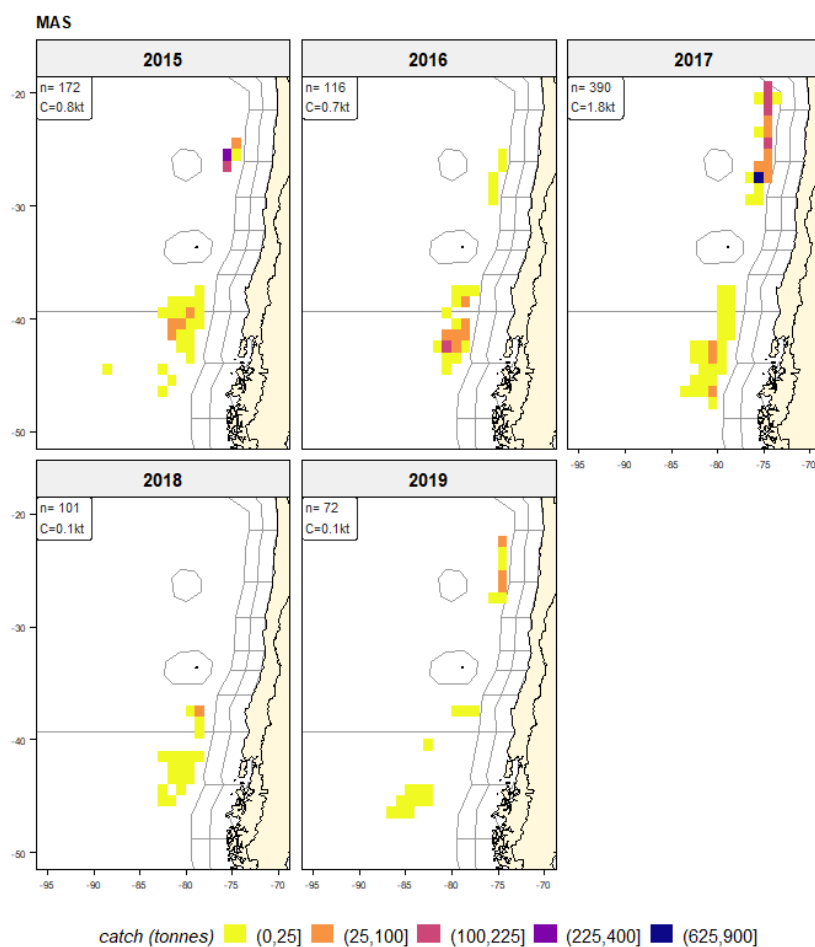 MAS
2015
2016
2017
n= 172
C=0.8kt
n= 116
C=0.7kt
n= 390
C=1.8kt
-20
-30
-40
-50
-95 -90 -85 -80 -75 -70
2018
2019
n= 101
C=0.1kt
n= 72
C=0.1kt
-20
-30
-40
-50
-95 -90 -85 -80 -75 -70
-95 -90 -85 -80 -75 -70
catch (tonnes) (0,25] (25,100] (100,225] (225,400] (625,900]